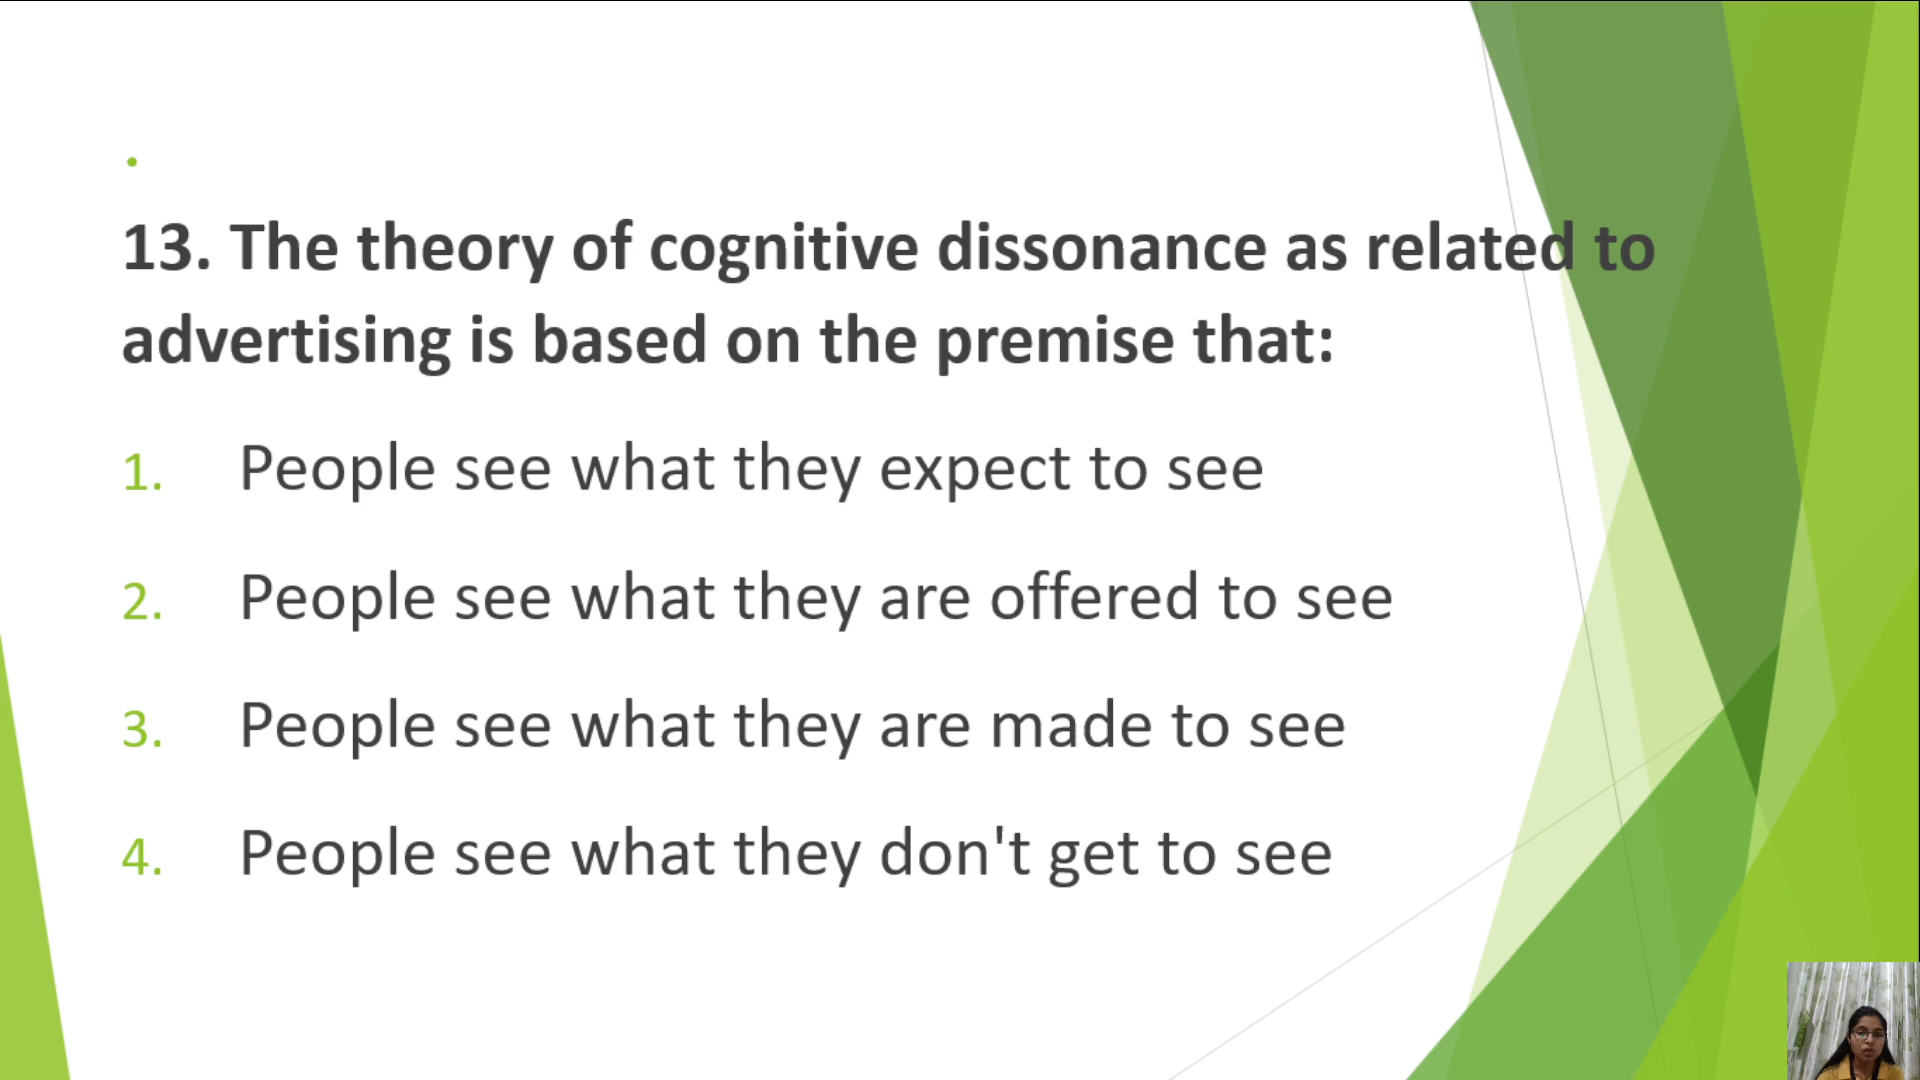 13. The theory of cognitive dissonance as related to
advertising is based on the premise that:
1. People see what they expect to see
2. People see what they are offered to see
3. People see what they are made to see
4. People see what they don't get to see